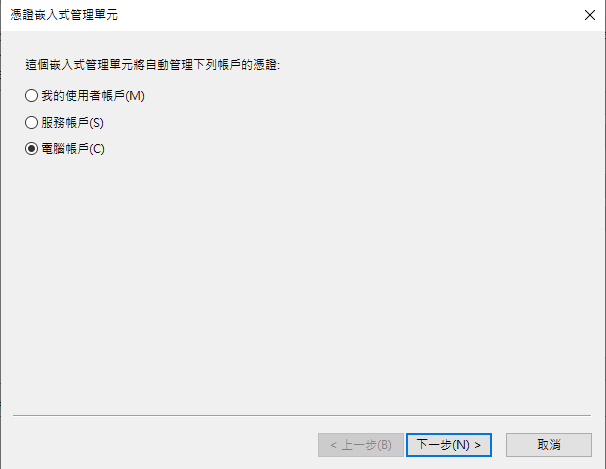 憑證嵌入式管理單元
這個嵌入式管理單元將自動管理下列帳戶的憑證:
我的使用者帳戶(M)
服務帳戶(S)
電腦帳戶(C)
< 上一步(B) 下一步(N) > 取消